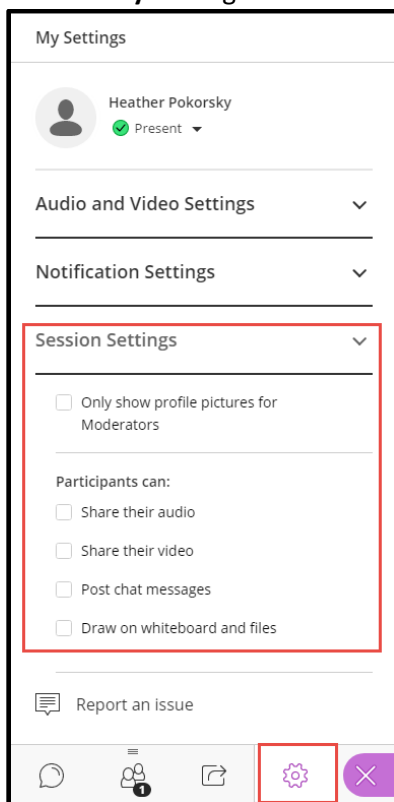 My Settings
Heather Pokorsky
Present
Audio and Video Settings
Notification Settings
Session Settings
Only show profile pictures for
Moderators
Participants can:
Share their audio
Share their video
Post chat messages
Draw on whiteboard and files
Report an issue
1